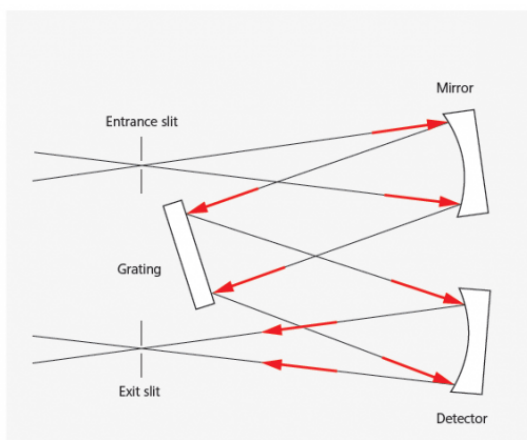 Mirror
Entrance slit
Grating
Exit slit
Detector